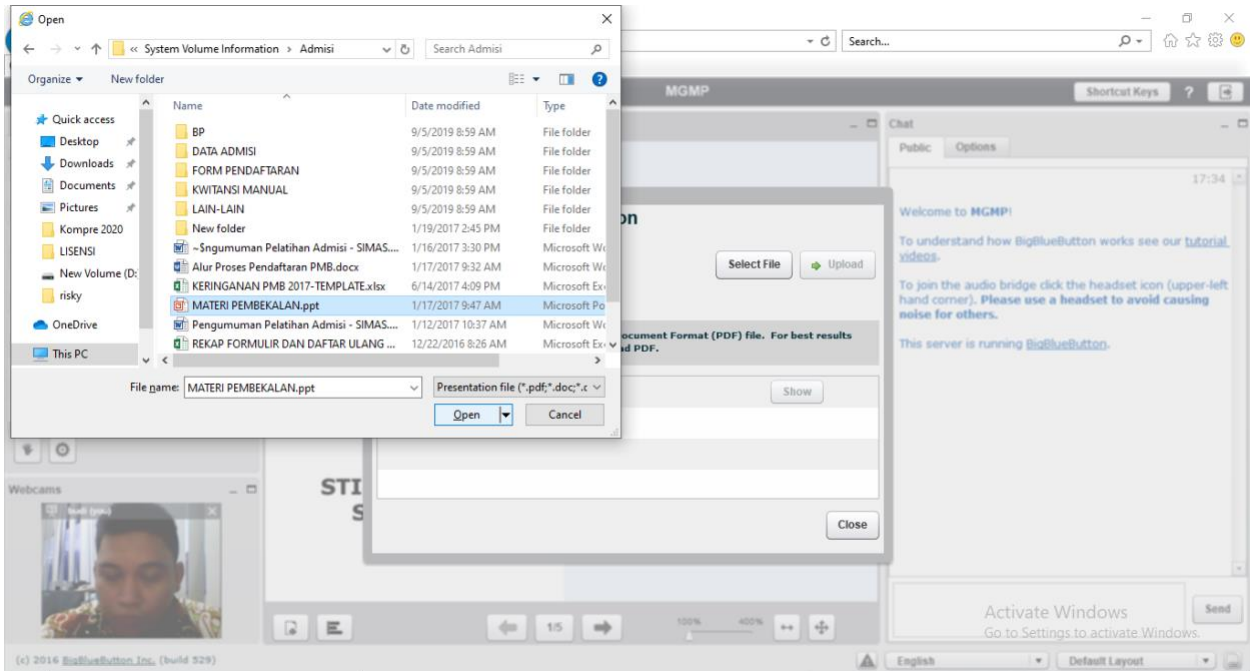 Open
« System Volume Information > Admisi
Search Admisi
Search...
Organize
New folder
MGMP
Shortcut Keys
?
Quick access
Desktop
Downloads
Documents
Pictures
Kompre 2020
LISENSI
New Volume (D:
risky
OneDrive
This PC
Name Date modified Type
BP 9/5/2019 8:59 AM File folder
DATA ADMISI 9/5/2019 8:59 AM File folder
FORM PENDAFTARAN 9/5/2019 8:59 AM File folder
KWITANSI MANUAL 9/5/2019 8:59 AM File folder
LAIN-LAIN 9/5/2019 8:59 AM File folder
New folder 1/19/2017 2:45 PM File folder
~$ngumuman Pelatihan Admisi - SIMAS.... 1/16/2017 3:30 PM Microsoft Wo
Alur Proses Pendaftaran PMB.docx 1/17/2017 9:32 AM Microsoft Wo
KERINGANAN PMB 2017-TEMPLATE.xlsx 6/14/2017 4:09 PM Microsoft Ex
MATERI PEMBEKALAN.ppt 1/17/2017 9:47 AM Microsoft Po
Pengumuman Pelatihan Admisi - SIMAS.... 1/12/2017 10:37 AM Microsoft Wo
REKAP FORMULIR DAN DAFTAR ULANG ... 12/22/2016 8:26 AM Microsoft Ex
File name: MATERI PEMBEKALAN.ppt
Presentation file (*.pdf;*.doc;*.c
Open Cancel
on
Select File Upload
ocument Format (PDF) file. For best results
ad PDF.
Show
Close
Chat
Public Options
17:34
Welcome to MGMP!
To understand how BigBlueButton works see our tutorial
videos.
To join the audio bridge click the headset icon (upper-left
hand corner). Please use a headset to avoid causing
noise for others.
This server is running BigBlueButton.
Webcams
budi (you)
STI
S
1/5
100% 400%
Send
Activate Windows
Go to Settings to activate Windows.
(c) 2016 BigBlueButton Inc. (build 529)
English
Default Layout